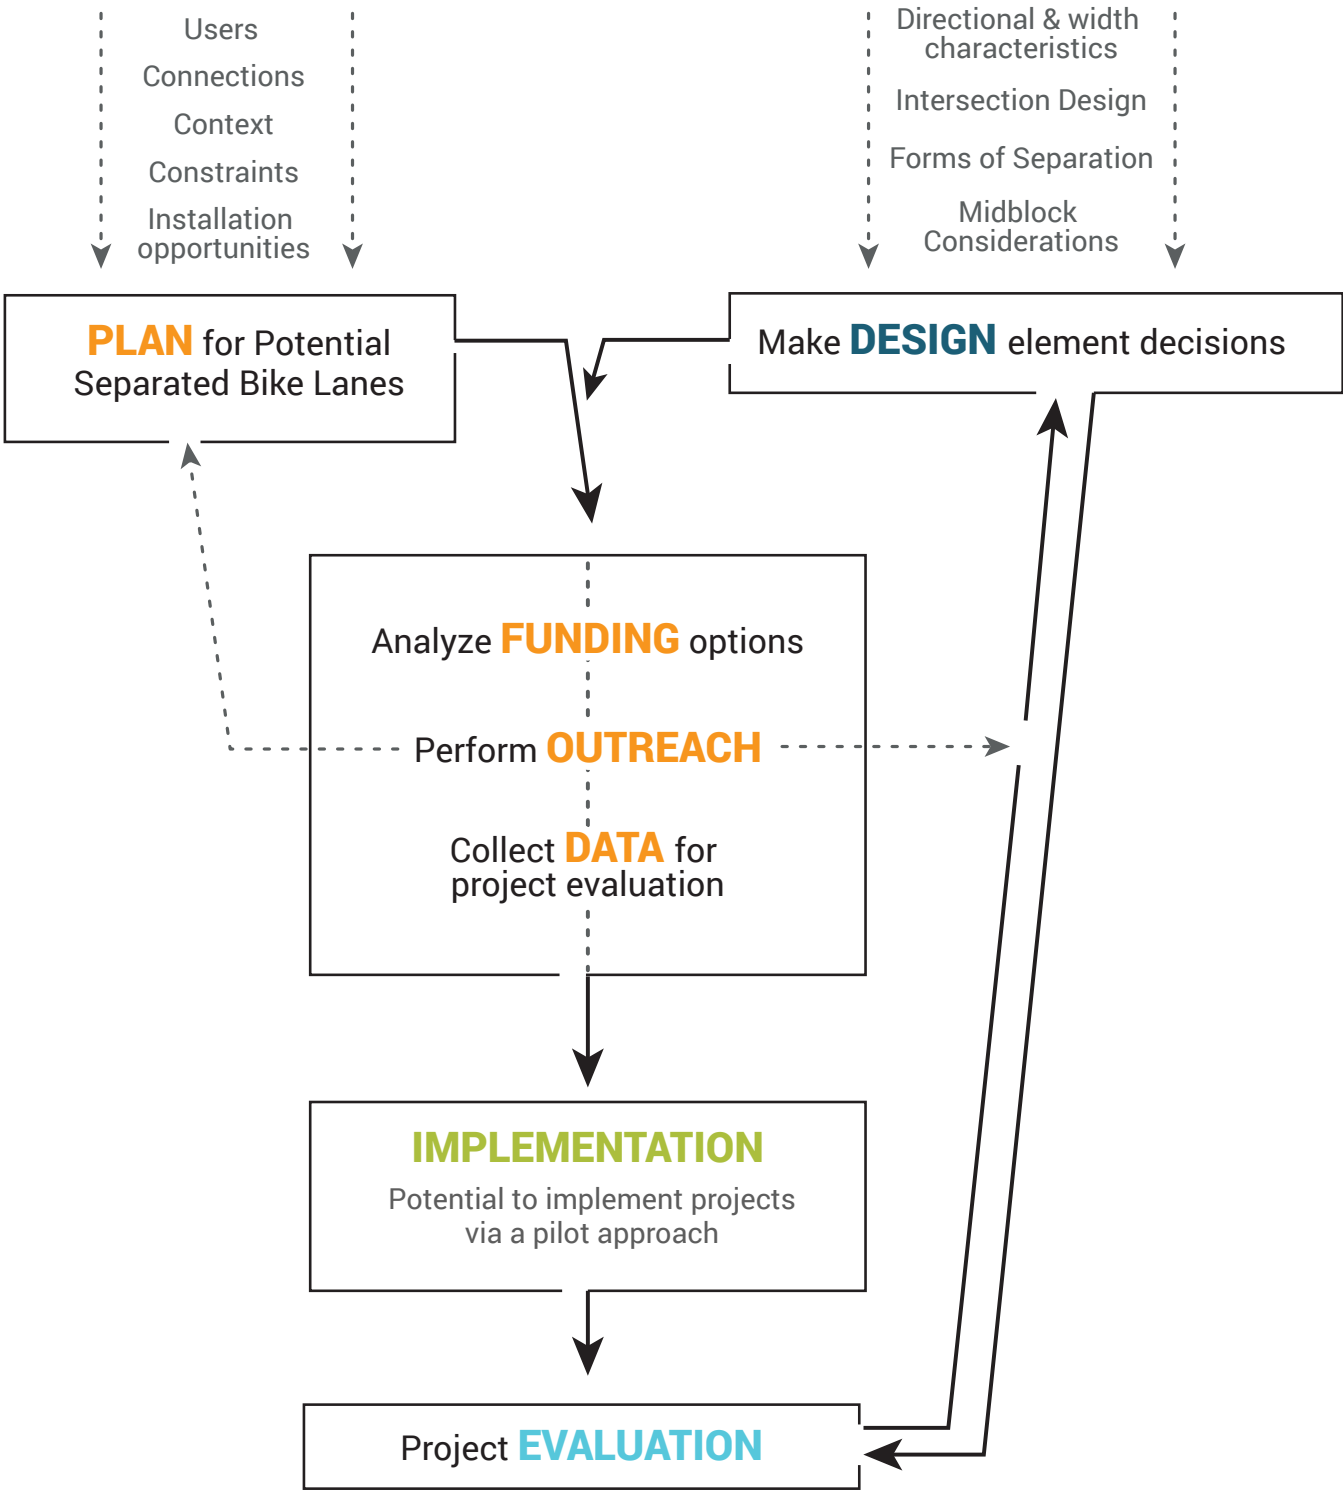 Users
Connections
Context
Constraints
Installation
opportunities
Directional & width
characteristics
Intersection Design
Forms of Separation
Midblock
Considerations
PLAN for Potential
Separated Bike Lanes
Make DESIGN element decisions
Analyze FUNDING options
Perform OUTREACH
Collect DATA for
project evaluation
IMPLEMENTATION
Potential to implement projects
via a pilot approach
Project EVALUATION